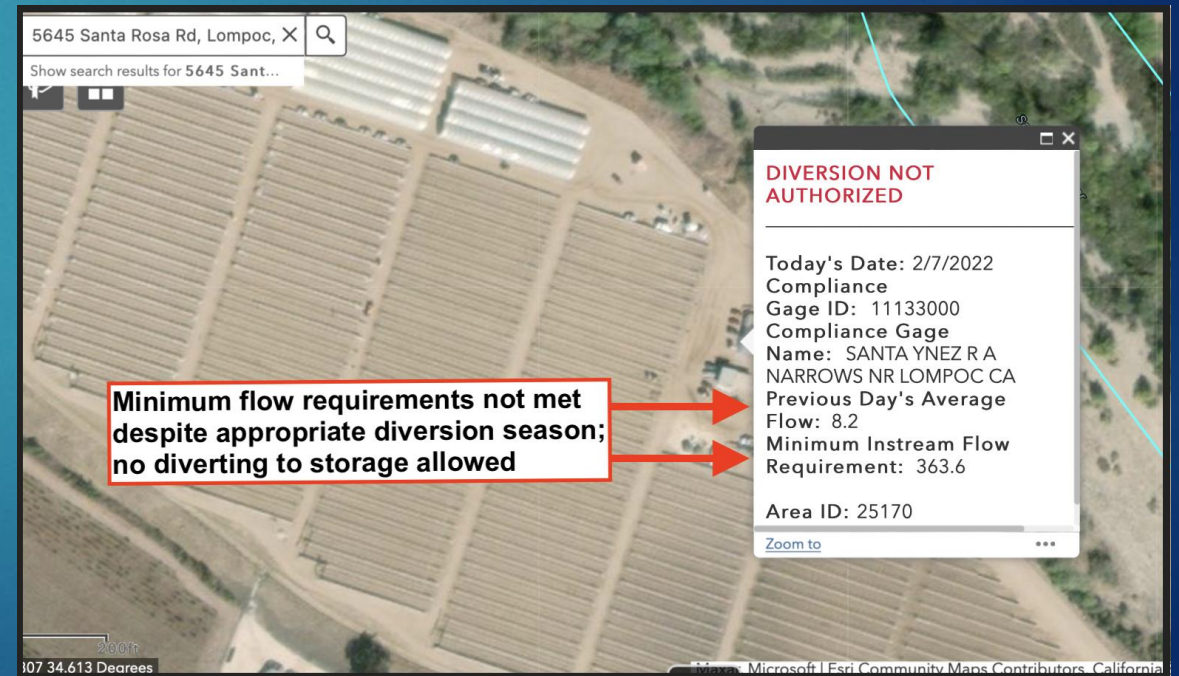 5645 Santa Rosa Rd, Lompoc,
Show search results for 5645 Sant...
DIVERSION NOT
AUTHORIZED
Today's Date: 2/7/2022
Compliance
Gage ID: 11133000
Compliance Gage
Name: SANTA YNEZ R A
NARROWS NR LOMPOC CA
Previous Day's Average
Flow: 8.2
Minimum Instream Flow
Requirement: 363.6
Area ID: 25170
Zoom to
Minimum flow requirements not met
despite appropriate diversion season;
no diverting to storage allowed
200ft
307 34.613 Degrees
Maxar, Microsoft | Esri Community Maps Contributors, California